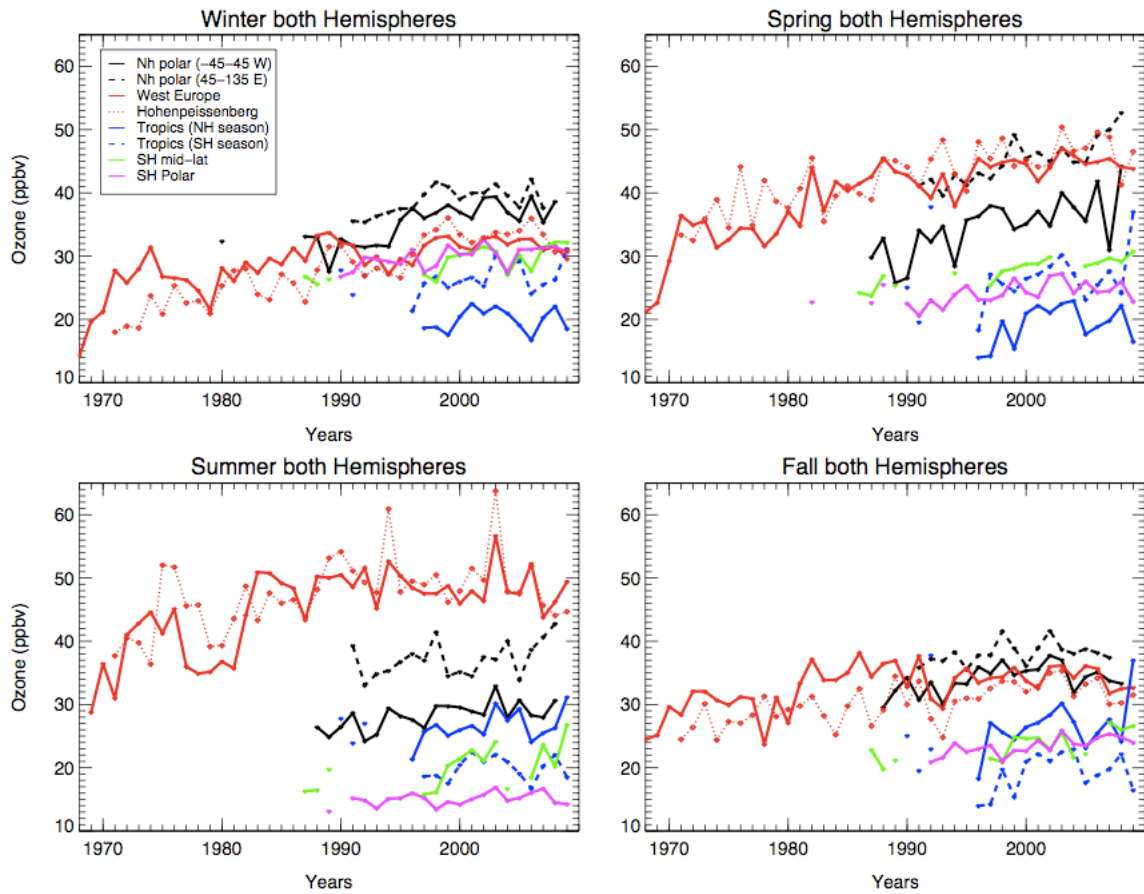 Winter both Hemispheres
Nh polar (-45-45 W)
Nh polar (45-135 E)
West Europe
Hohenpeissenberg
Tropics (NH season)
Tropics (SH season)
SH mid-lat
SH Polar
Ozone (ppbv)
60
50
40
30
20
10
1970 1980 1990 2000
Years
Spring both Hemispheres
60
50
40
30
20
10
1970 1980 1990 2000
Years
Summer both Hemispheres
Ozone (ppbv)
60
50
40
30
20
10
1970 1980 1990 2000
Years
Fall both Hemispheres
60
50
40
30
20
10
1970 1980 1990 2000
Years